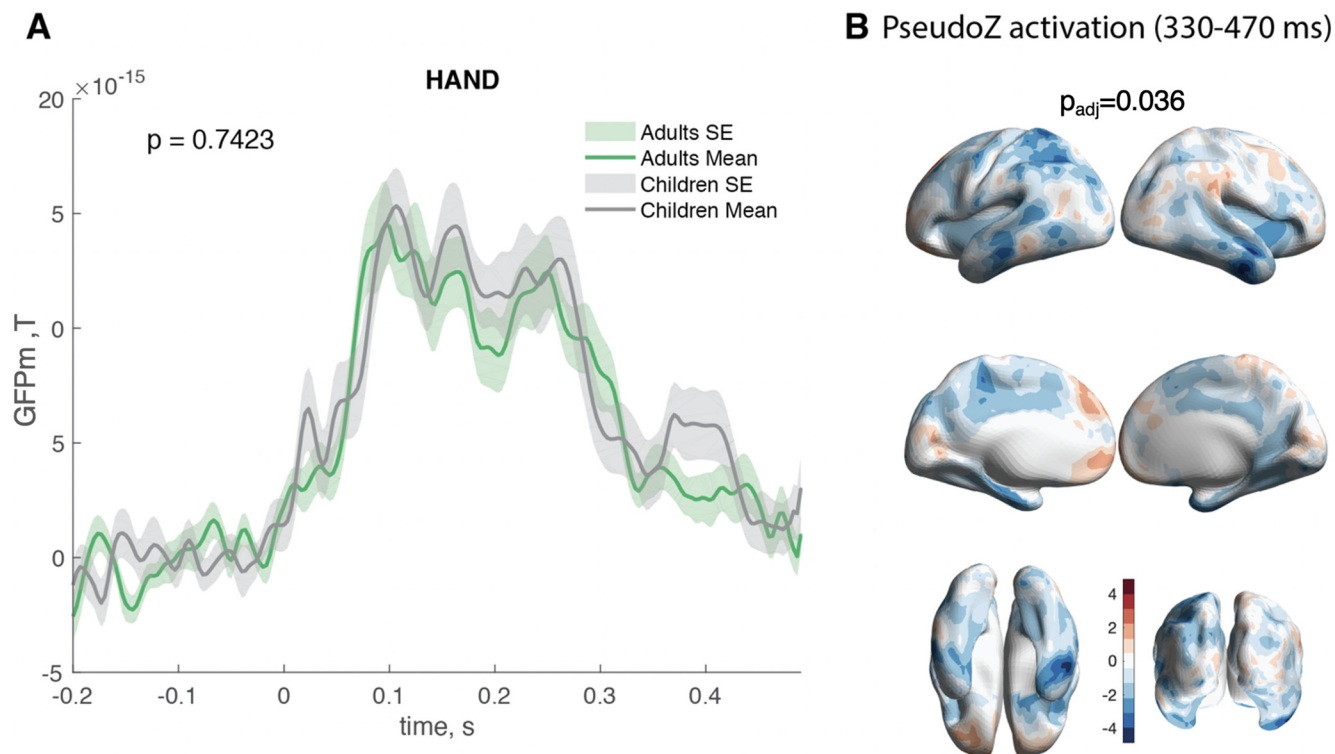 A
B PseudoZ activation (330-470 ms)
×10⁻¹⁵
HAND
p = 0.7423
Adults SE
Adults Mean
Children SE
Children Mean
20
5
0
5
0
-5
GFPm ,T
-0.2
-0.1
0
0.1
0.2
0.3
0.4
time, s
p_adj=0.036
4
2
0
-2
-4